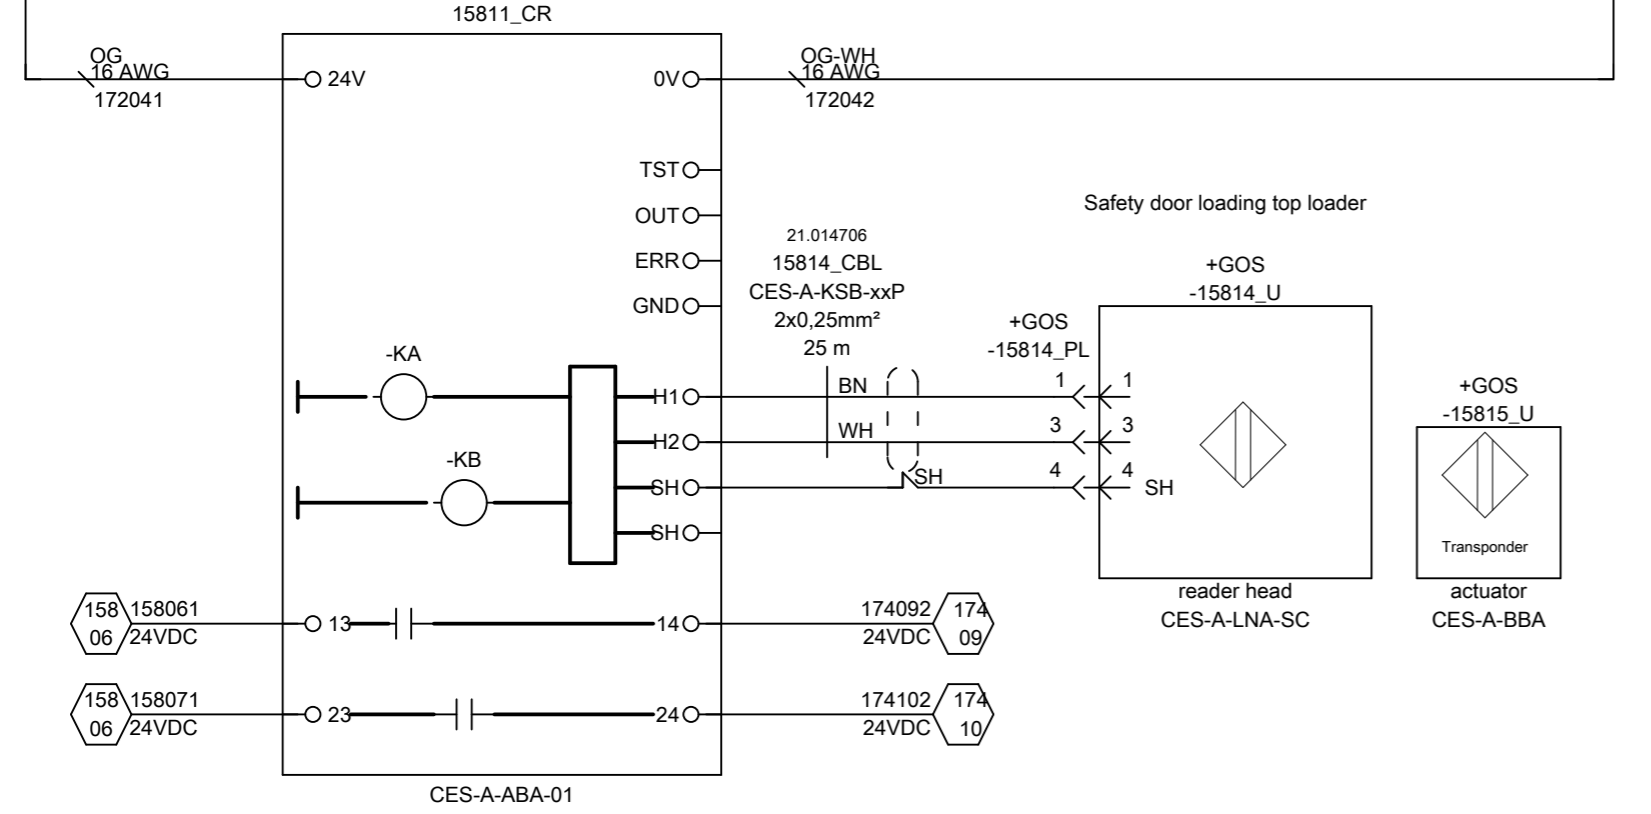 15811_CR
OG
16 AWG
172041
24V
0V
OG-WH
16 AWG
172042
TST
OUT
ERR
GND
Safety door loading top loader
21.014706
15814_CBL
CES-A-KSB-xxP
2x0,25mm²
25 m
+GOS
-15814_U
+GOS
-15814_PL
-KA
H1
BN
1
1
H2
WH
3
3
-KB
SH
SH
4
4
SH
SH
+GOS
-15815_U
Transponder
reader head
CES-A-LNA-SC
actuator
CES-A-BBA
158
06
158061
24VDC
13
14
174092
24VDC
174
09
158
06
158071
24VDC
23
24
174102
24VDC
174
10
CES-A-ABA-01